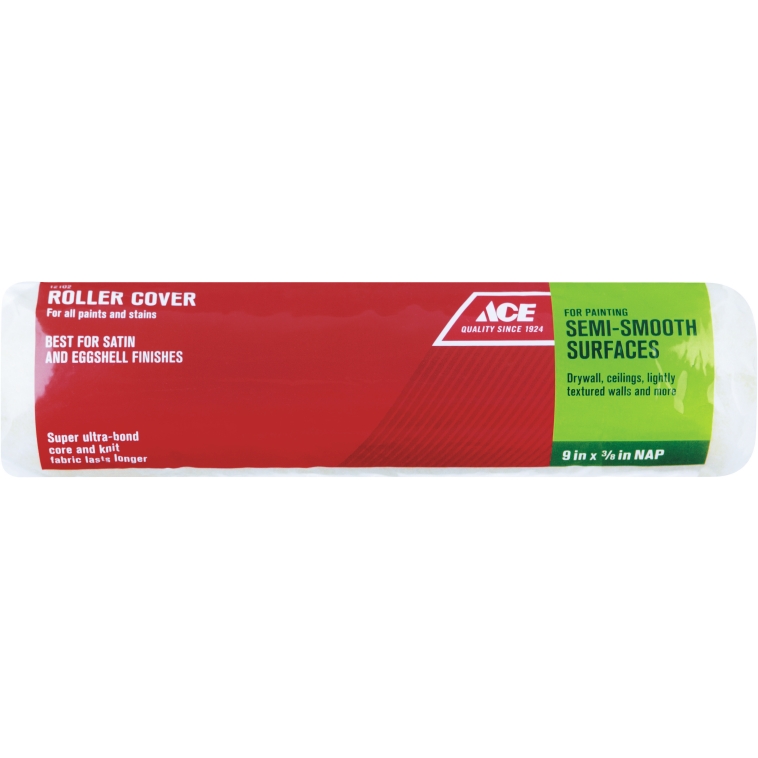 ROLLER COVER
For all paints and stains
BEST FOR SATIN
AND EGGSHELL FINISHES
Super ultra-bond
core and knit
fabric lasts longer
ACE
QUALITY SINCE 1924
FOR PAINTING
SEMI-SMOOTH
SURFACES
Drywall, ceilings, lightly
textured walls and more
9 in x 3/8 in NAP